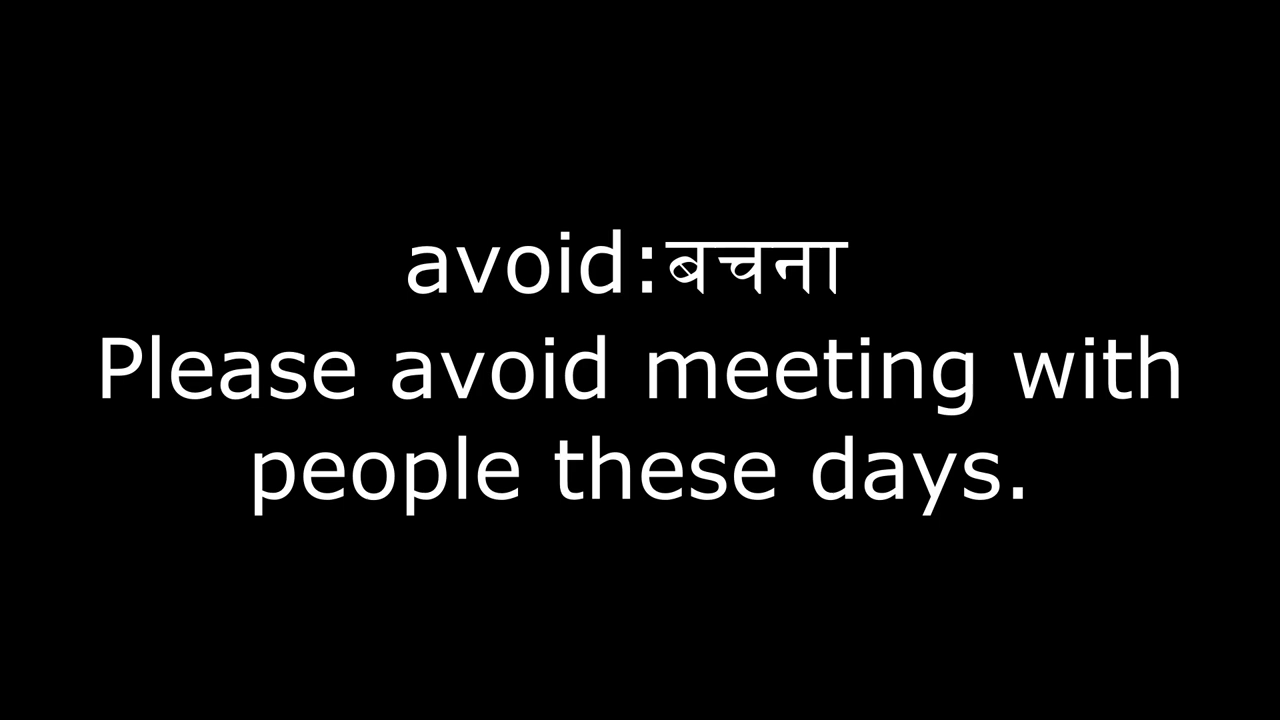 avoid:बचना
Please avoid meeting with
people these days.